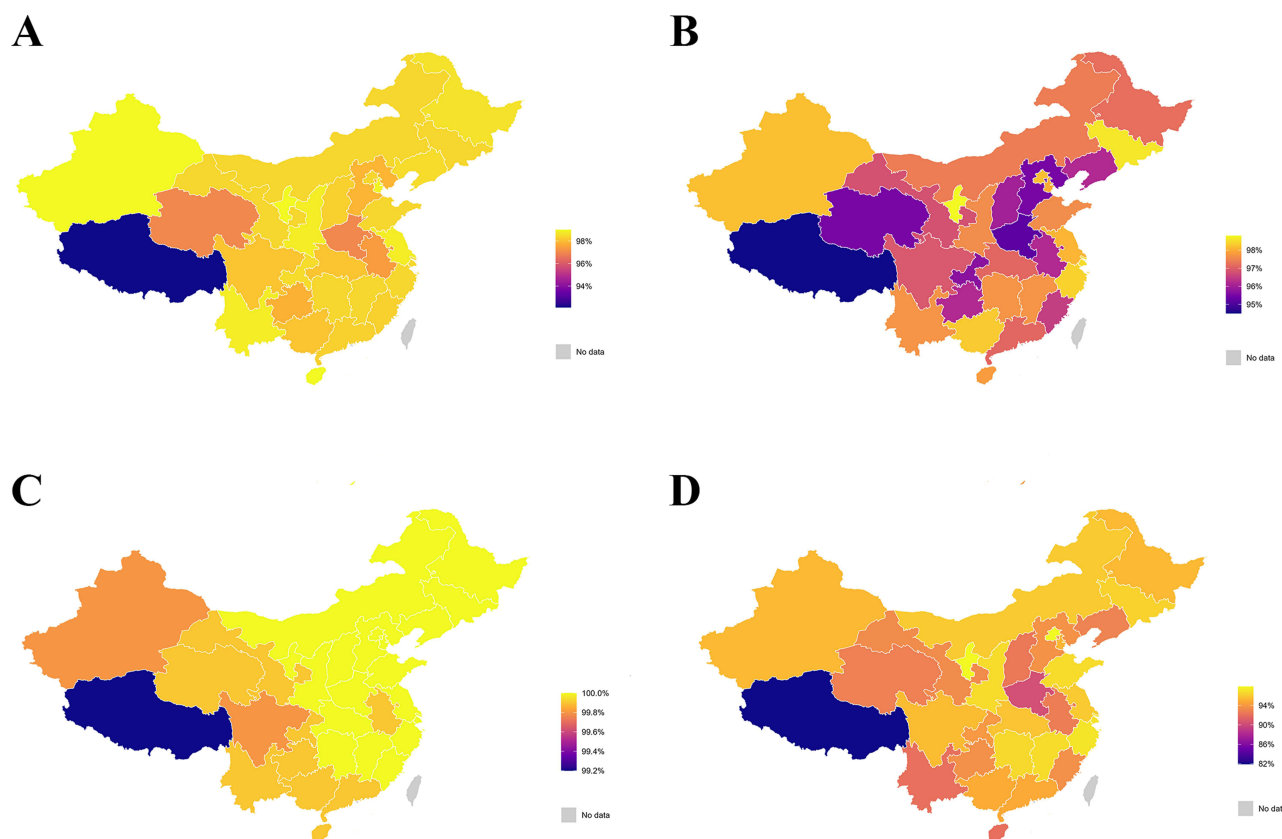 A
98%
96%
94%
No data
B
98%
97%
96%
95%
No data
C
100.0%
99.8%
99.6%
99.4%
99.2%
No data
D
94%
90%
86%
82%
No data